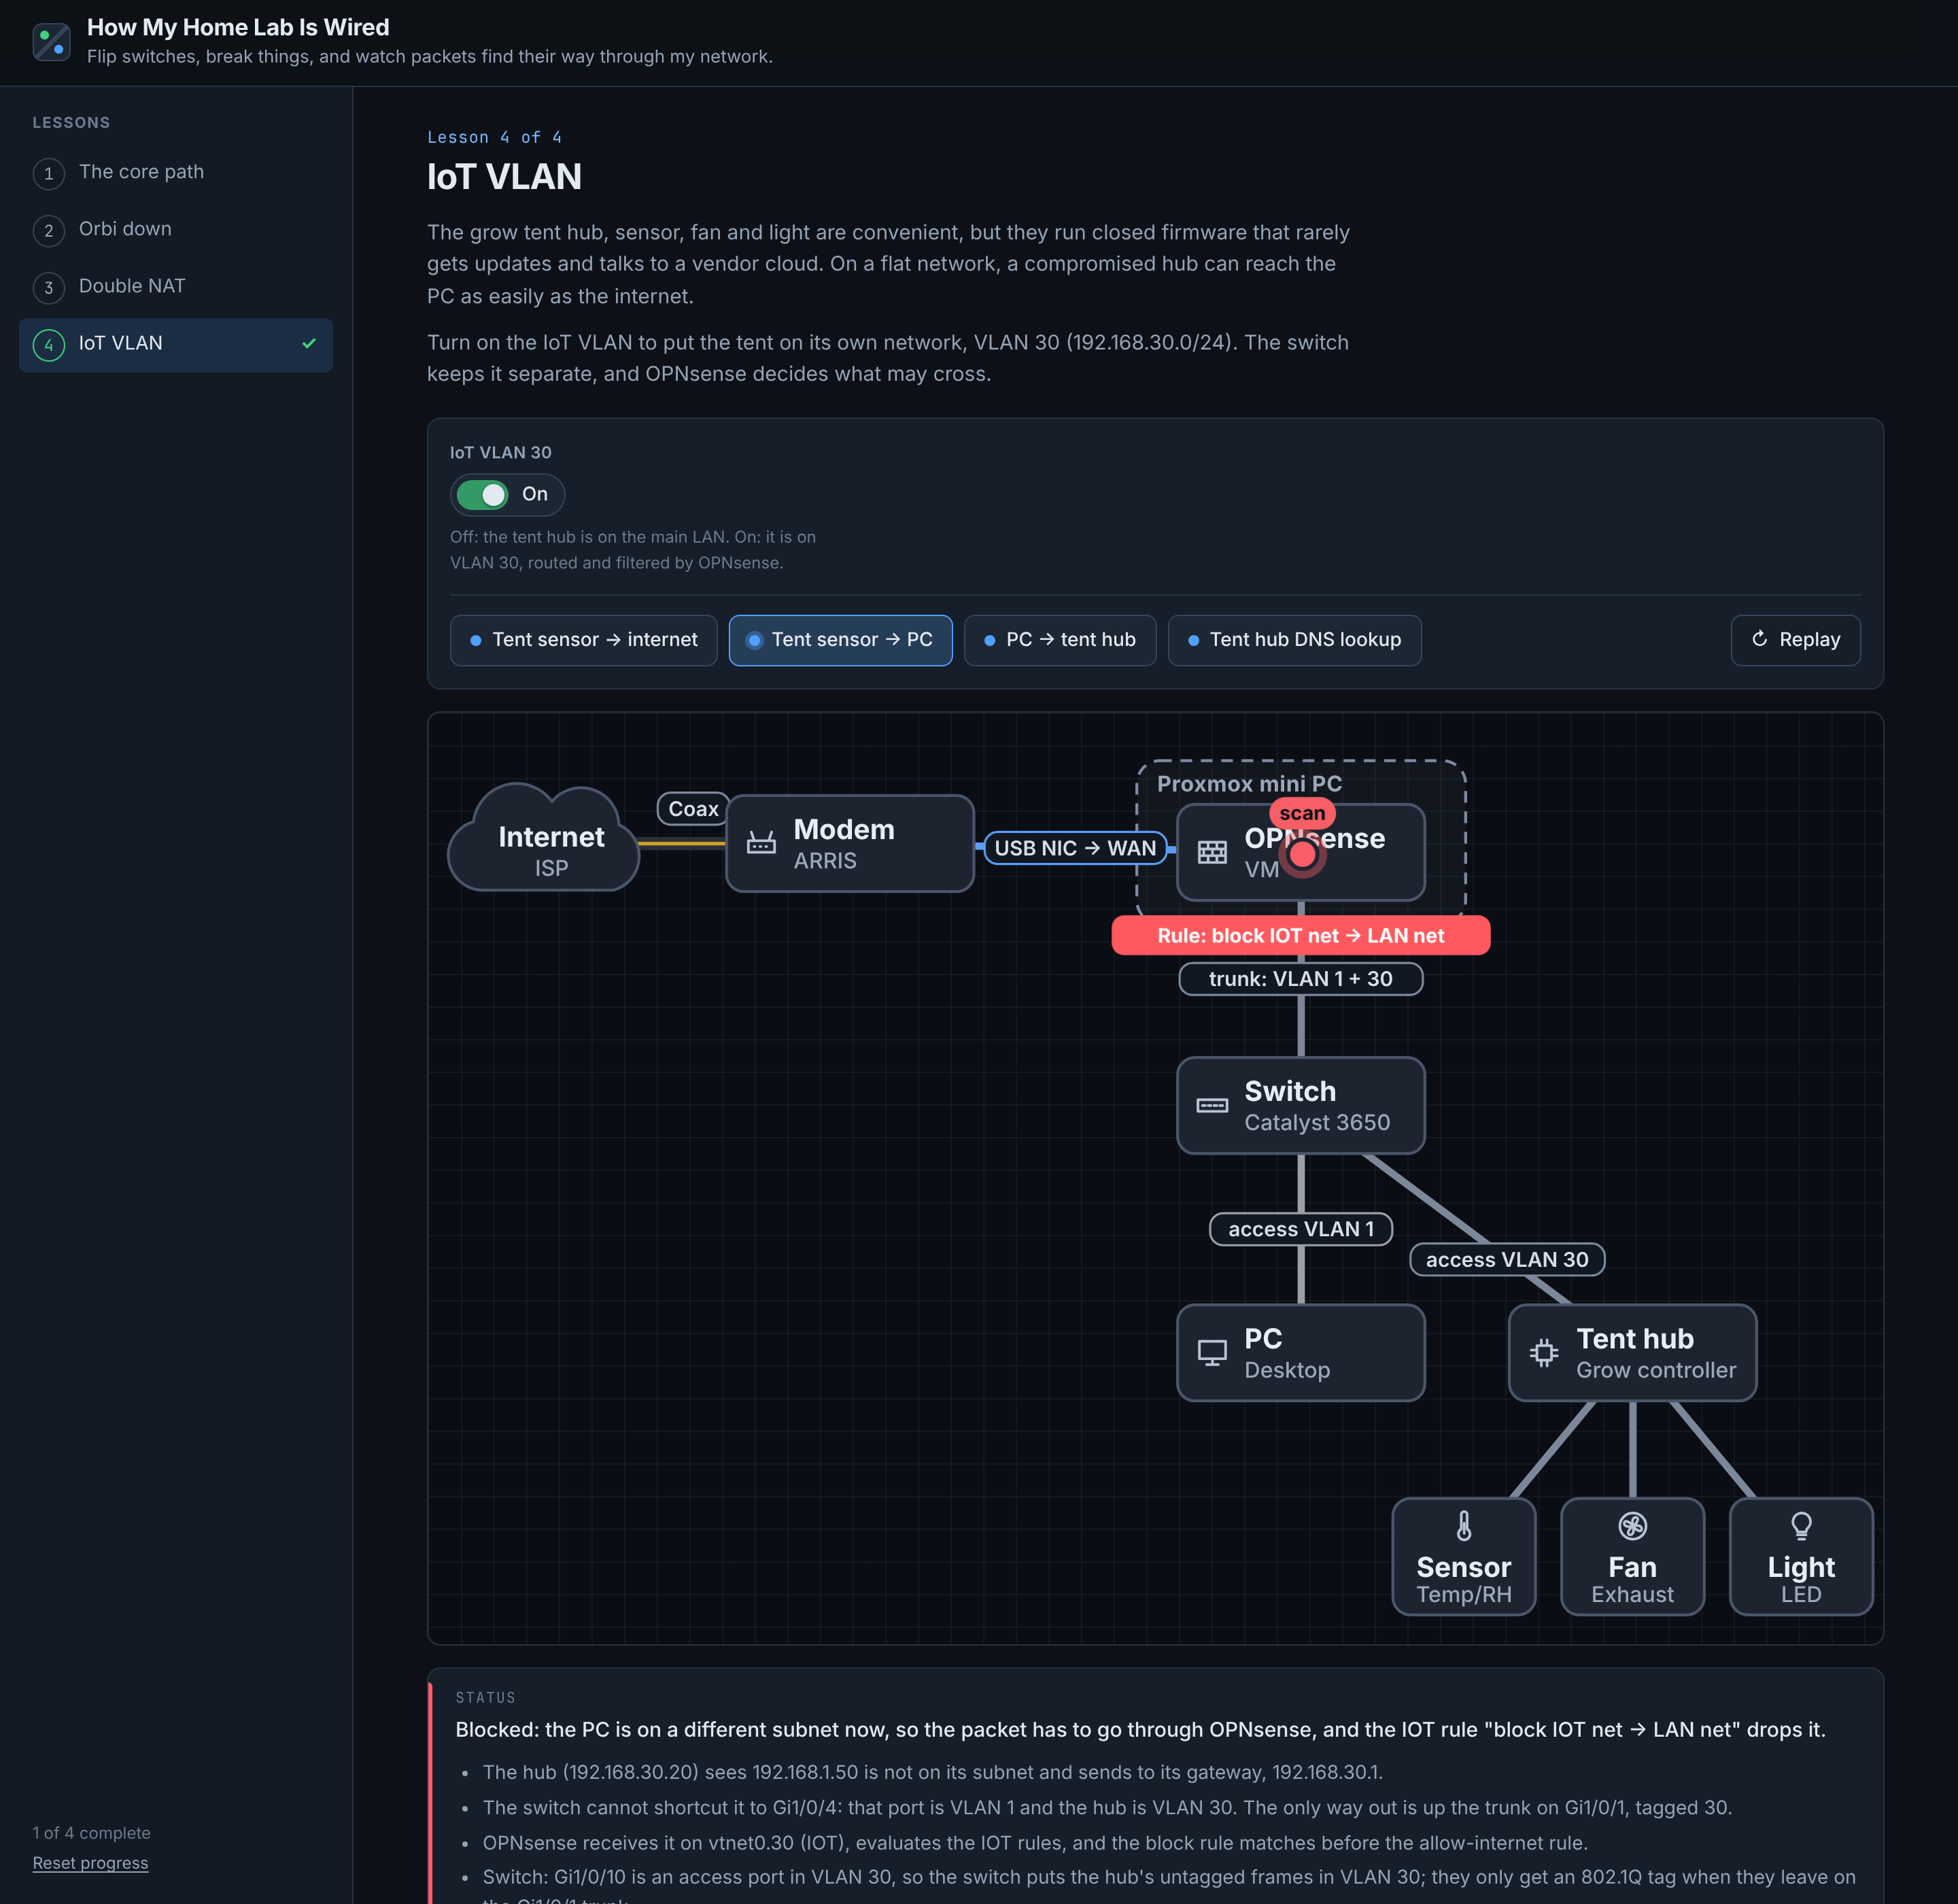 How My Home Lab Is Wired
Flip switches, break things, and watch packets find their way through my network.
LESSONS
1 The core path
2 Orbi down
3 Double NAT
4 IoT VLAN
1 of 4 complete
Reset progress
Lesson 4 of 4
IoT VLAN
The grow tent hub, sensor, fan and light are convenient, but they run closed firmware that rarely
gets updates and talks to a vendor cloud. On a flat network, a compromised hub can reach the
PC as easily as the internet.
Turn on the IoT VLAN to put the tent on its own network, VLAN 30 (192.168.30.0/24). The switch
keeps it separate, and OPNsense decides what may cross.
IoT VLAN 30
On
Off: the tent hub is on the main LAN. On: it is on
VLAN 30, routed and filtered by OPNsense.
Tent sensor → internet
Tent sensor → PC
PC → tent hub
Tent hub DNS lookup
Replay
Proxmox mini PC
Internet
ISP
Coax
Modem
ARRIS
USB NIC → WAN
scan
OPNsense
VM
Rule: block IOT net → LAN net
trunk: VLAN 1 + 30
Switch
Catalyst 3650
access VLAN 1
access VLAN 30
PC
Desktop
Tent hub
Grow controller
Sensor
Temp/RH
Fan
Exhaust
Light
LED
STATUS
Blocked: the PC is on a different subnet now, so the packet has to go through OPNsense, and the IOT rule "block IOT net → LAN net" drops it.
• The hub (192.168.30.20) sees 192.168.1.50 is not on its subnet and sends to its gateway, 192.168.30.1.
• The switch cannot shortcut it to Gi1/0/4: that port is VLAN 1 and the hub is VLAN 30. The only way out is up the trunk on Gi1/0/1, tagged 30.
• OPNsense receives it on vtnet0.30 (IOT), evaluates the IOT rules, and the block rule matches before the allow-internet rule.
• Switch: Gi1/0/10 is an access port in VLAN 30, so the switch puts the hub's untagged frames in VLAN 30; they only get an 802.1Q tag when they leave on